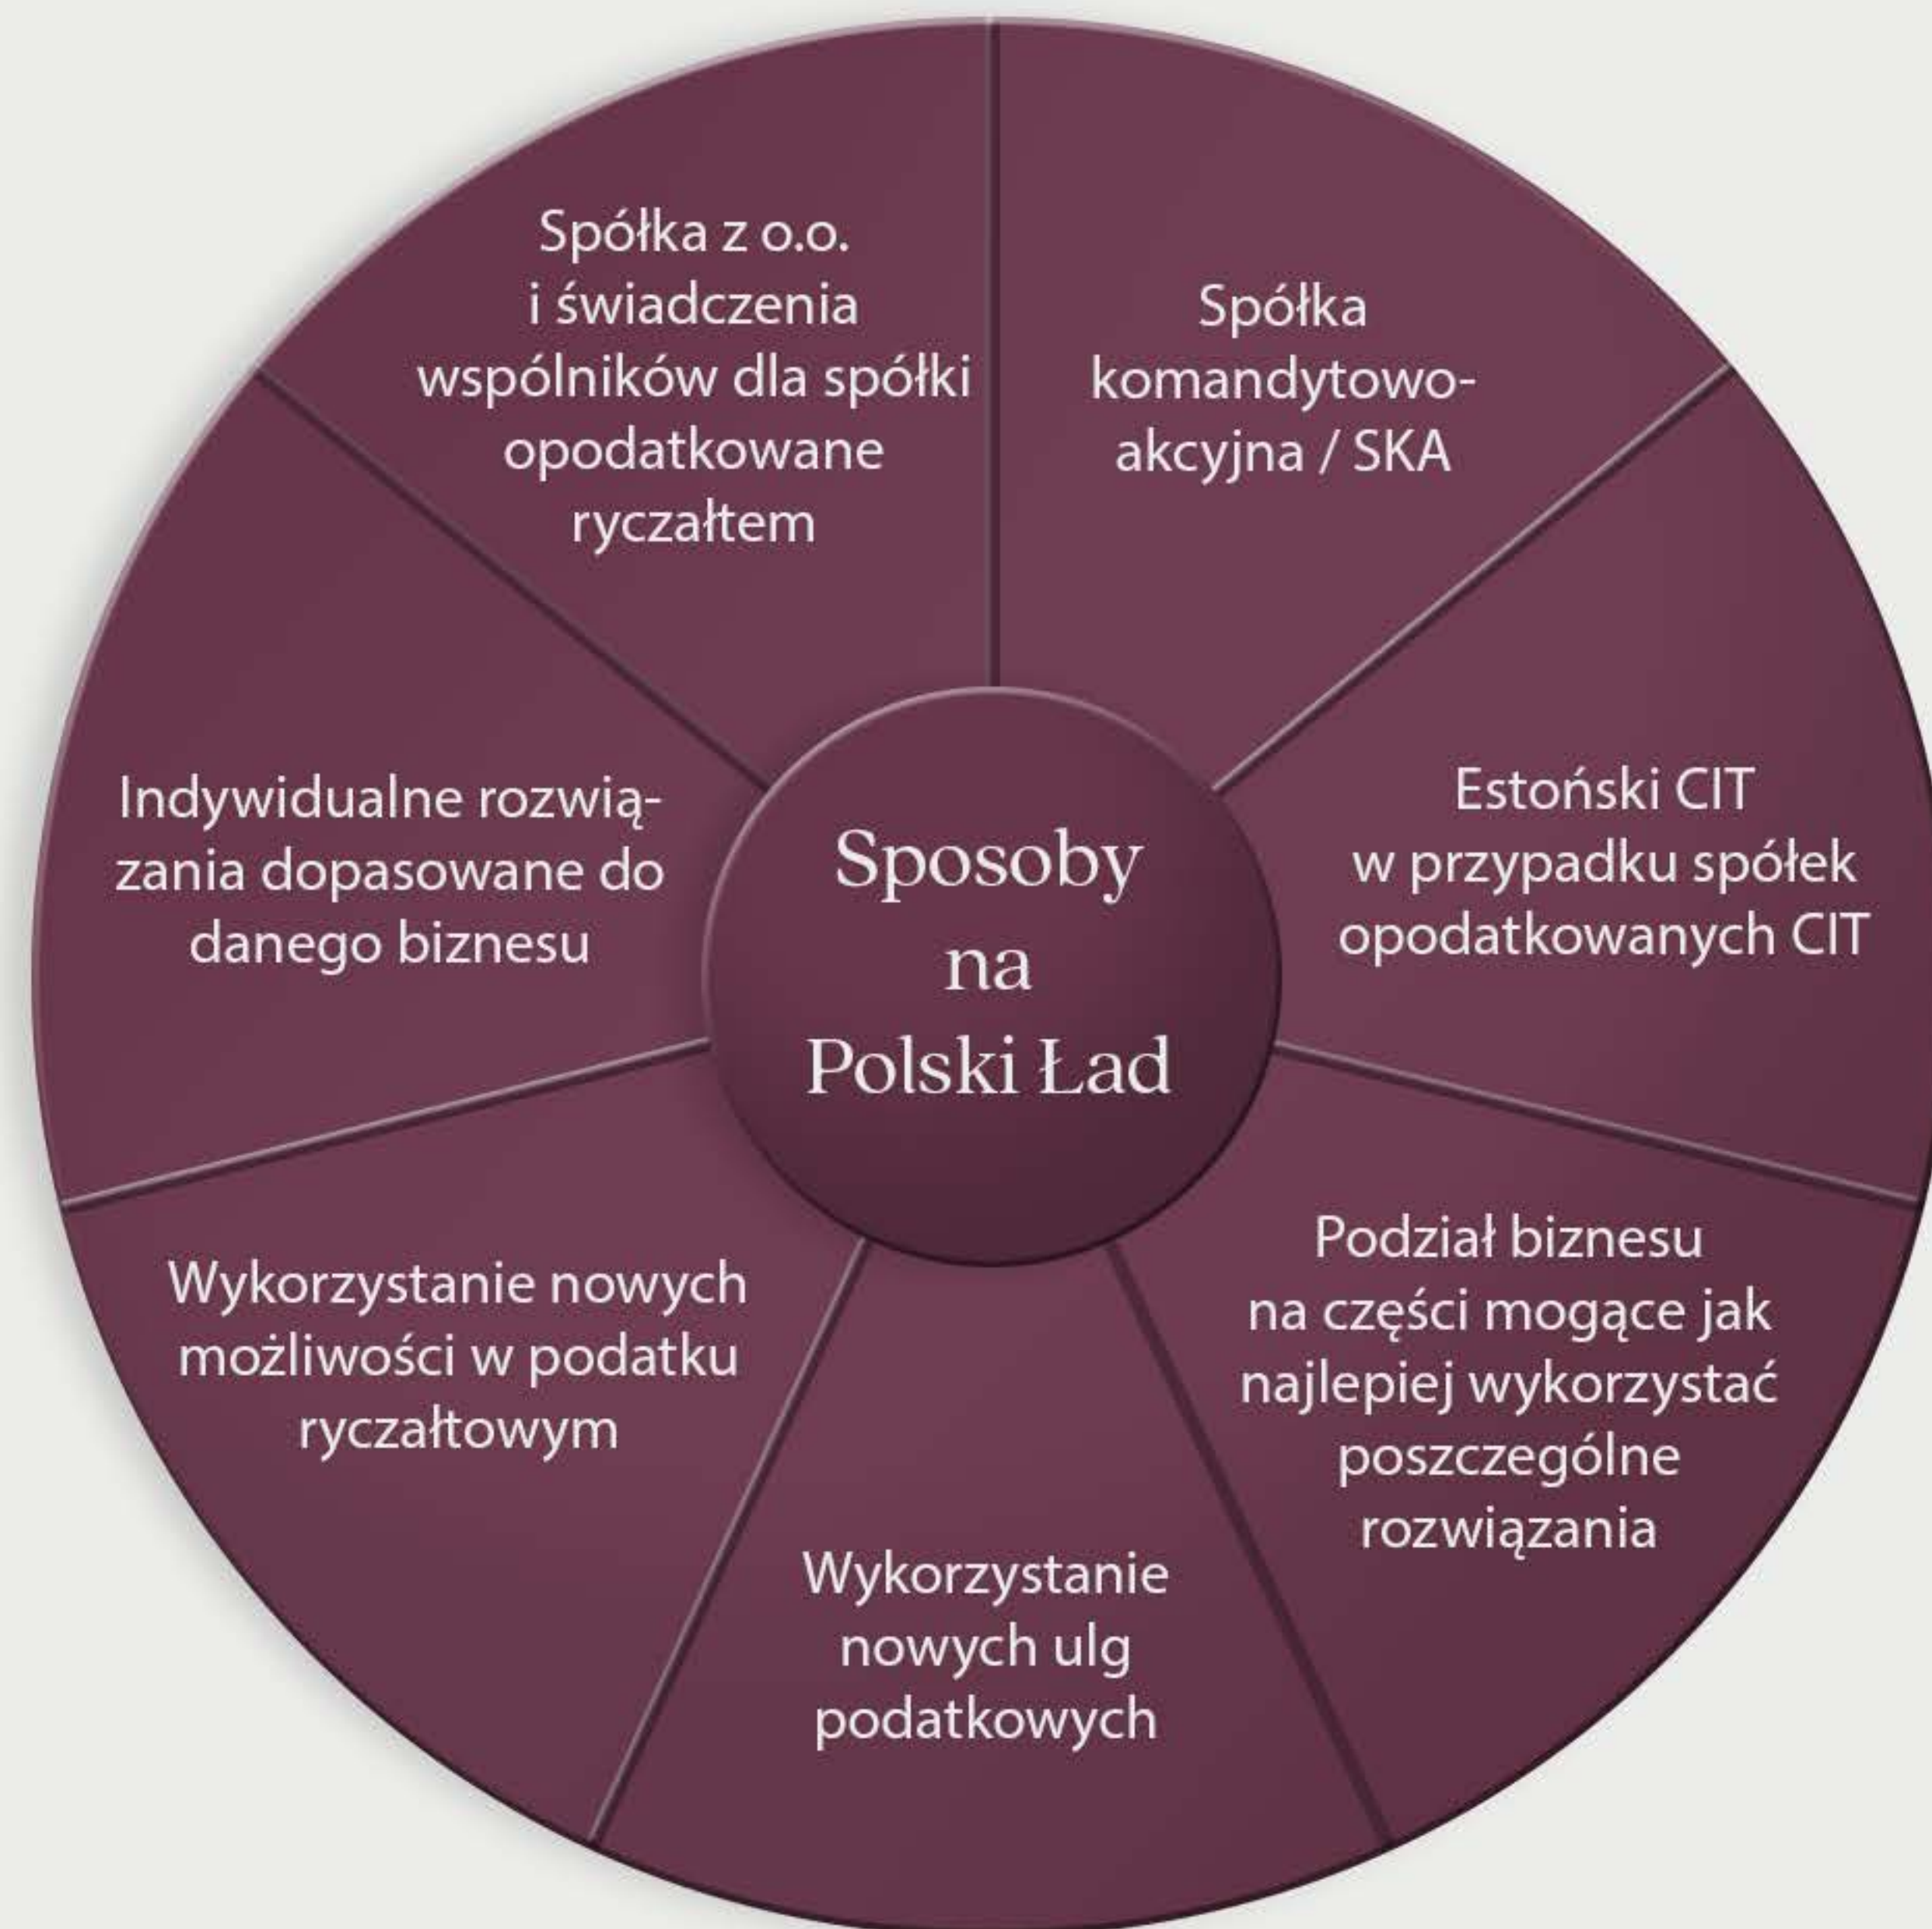 Sposoby
na
Polski Ład
Spółka
komandytowo-
akcyjna / SKA
Estoński CIT
w przypadku spółek
opodatkowanych CIT
Podział biznesu
na części mogące jak
najlepiej wykorzystać
poszczególne
rozwiązania
Wykorzystanie
nowych ulg
podatkowych
Wykorzystanie nowych
możliwości w podatku
ryczałtowym
Indywidualne rozwią-
zania dopasowane do
danego biznesu
Spółka z o.o.
i świadczenia
wspólników dla spółki
opodatkowane
ryczałtem